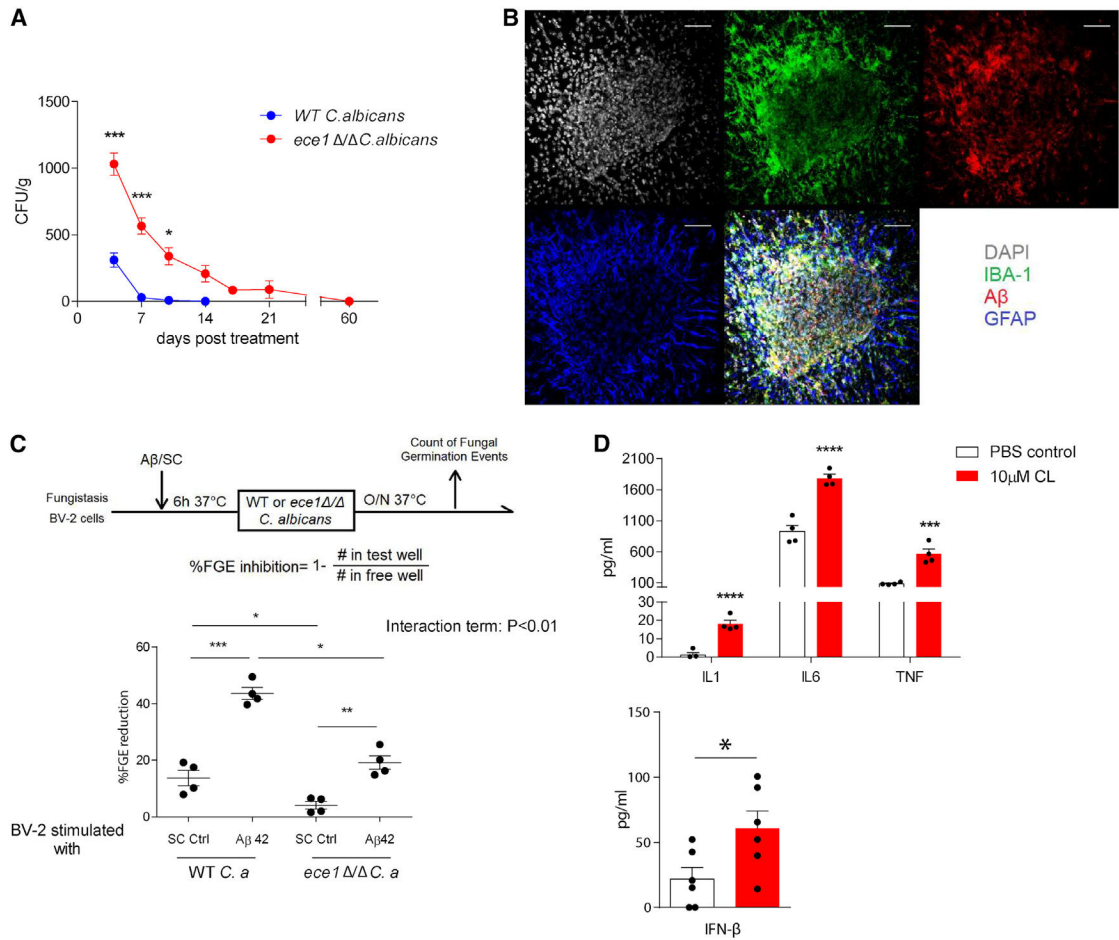 A
1500
1000
500
0
CFU/g
WT C.albicans
ece1 Δ/ΔC.albicans
***
***
*
0
7
14
21
60
days post treatment
B
DAPI
IBA-1
Aβ
GFAP
C
Aβ/SC
Fungistasis
BV-2 cells
6h 37°C
WT or ece1Δ/Δ
C. albicans
O/N 37°C
Count of Fungal
Germination Events
%FGE inhibition= 1- # in test well
# in free well
Interaction term: P<0.01
*
***
*
**
60
40
20
0
%FGE reduction
BV-2 stimulated
with
SC Ctrl
Aβ 42
SC Ctrl
Aβ42
WT C. a
ece1Δ/Δ C. a
D
PBS control
10µM CL
2100
1600
1100
600
100
30
20
10
0
pg/ml
****
****
***
IL1
IL6
TNF
150
100
50
0
pg/ml
*
IFN-β